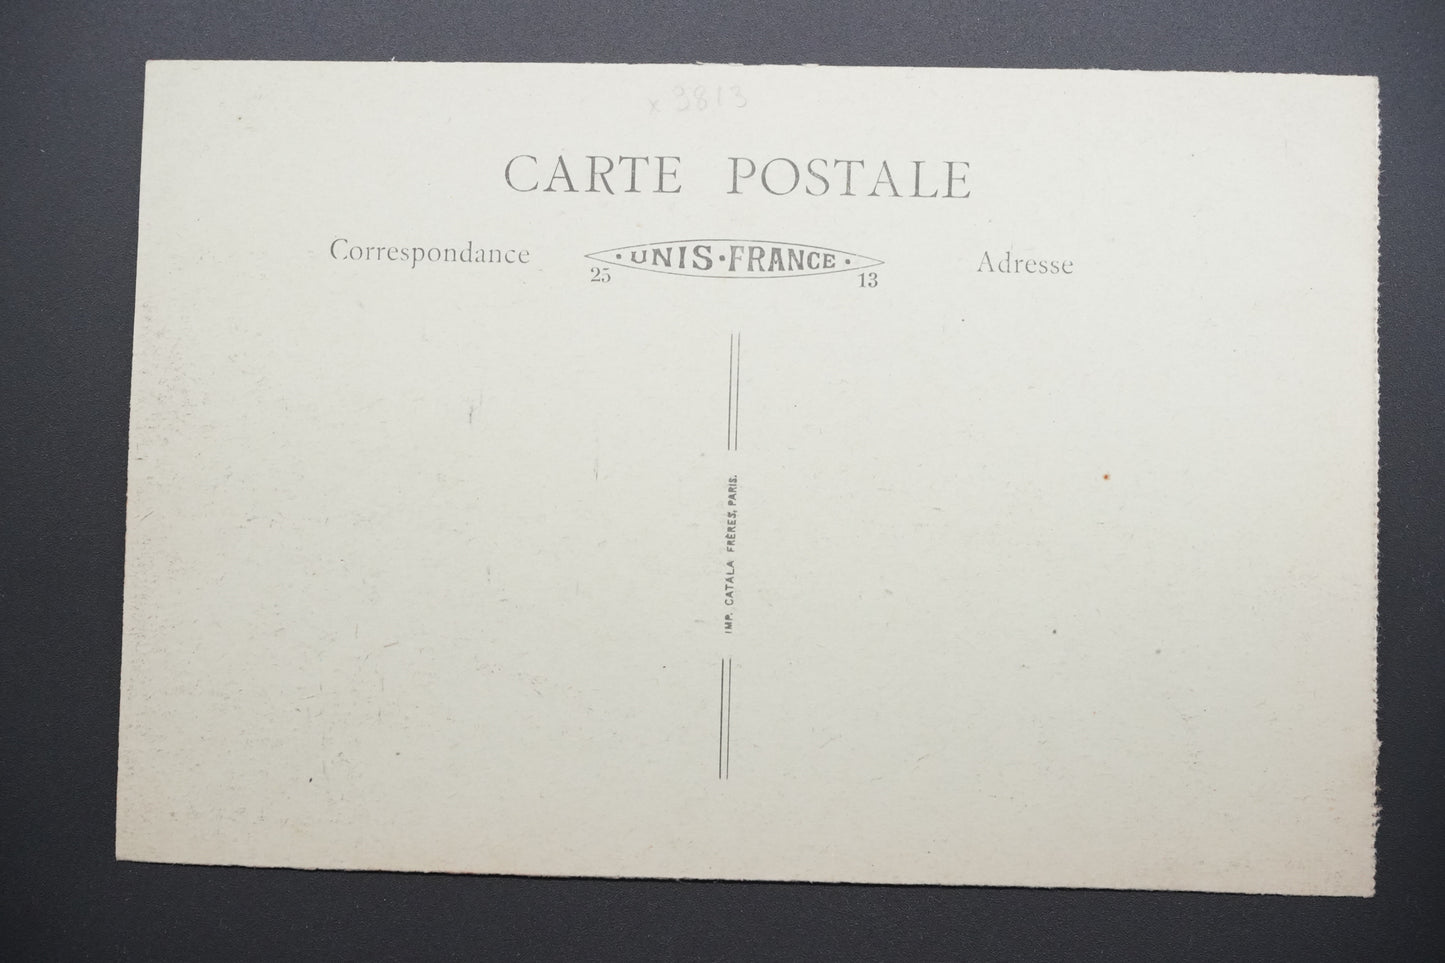 x 3813
CARTE POSTALE
Correspondance
· UNIS · FRANCE ·
25 13
Adresse
IMP. CATALA FRÈRES, PARIS.